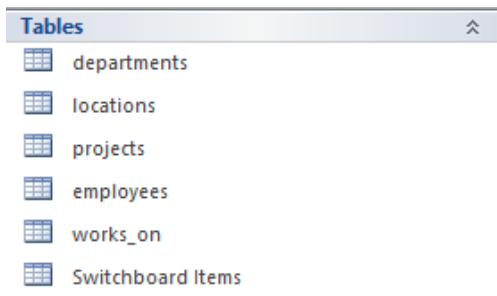 Tables
departments
locations
projects
employees
works_on
Switchboard Items